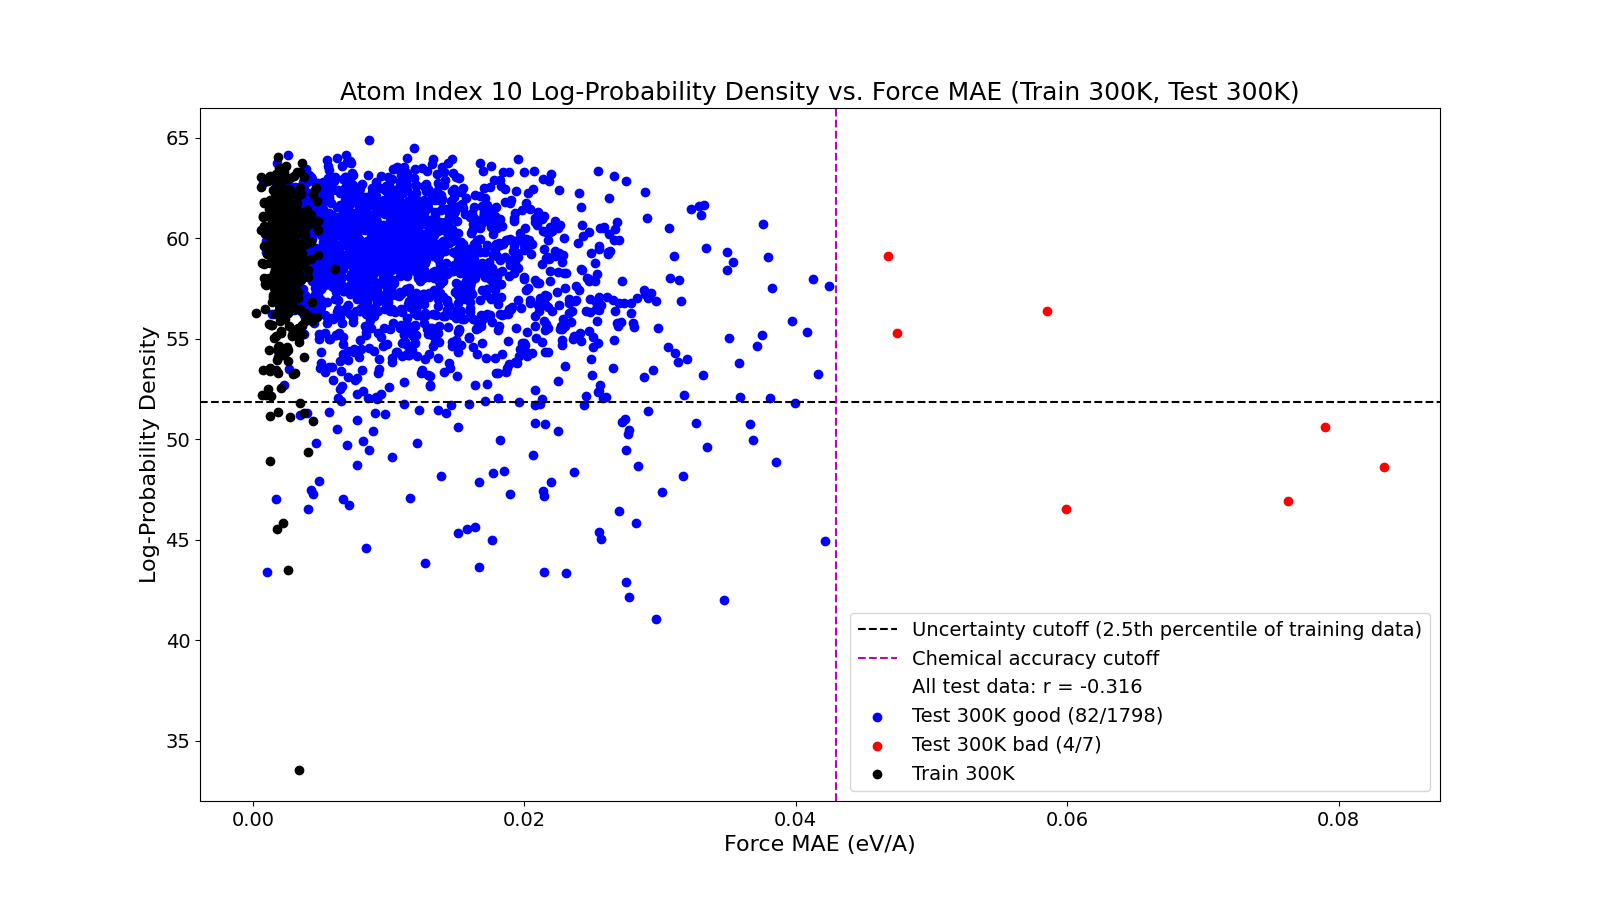 Atom Index 10 Log-Probability Density vs. Force MAE (Train 300K, Test 300K)
65
60
55
50
45
40
35
Log-Probability Density
Uncertainty cutoff (2.5th percentile of training data)
Chemical accuracy cutoff
All test data: r = -0.316
Test 300K good (82/1798)
Test 300K bad (4/7)
Train 300K
0.00 0.02 0.04 0.06 0.08
Force MAE (eV/A)